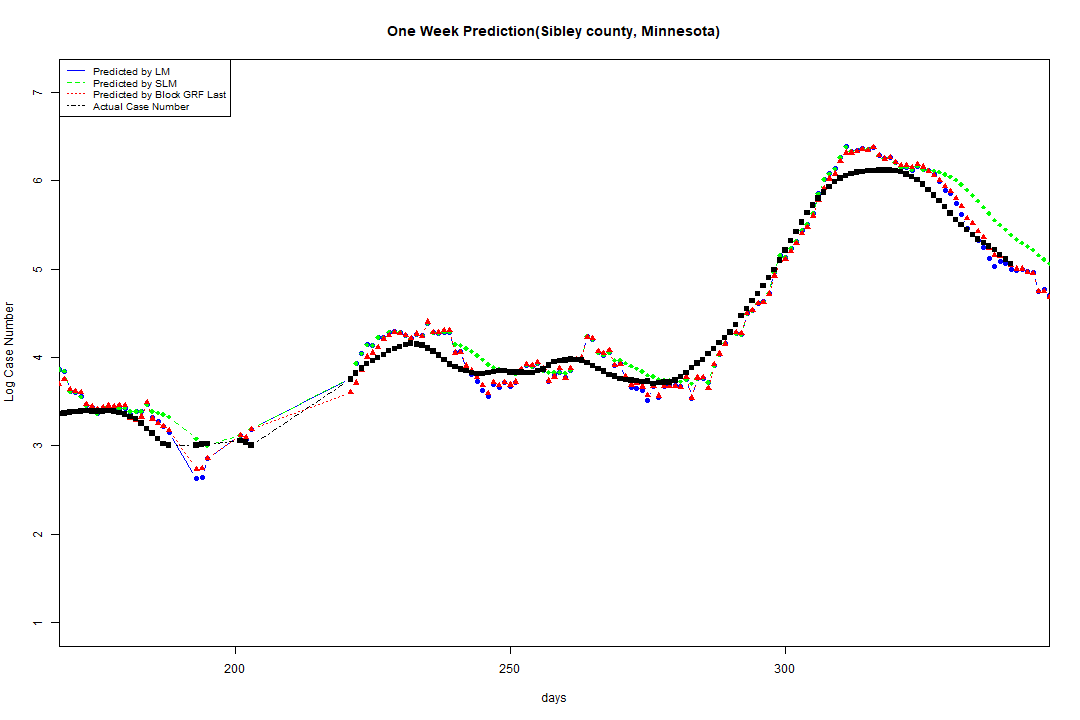 One Week Prediction(Sibley county, Minnesota)
Predicted by LM
Predicted by SLM
Predicted by Block GRF Last
Actual Case Number
7
6
5
4
3
2
1
Log Case Number
200
250
300
days